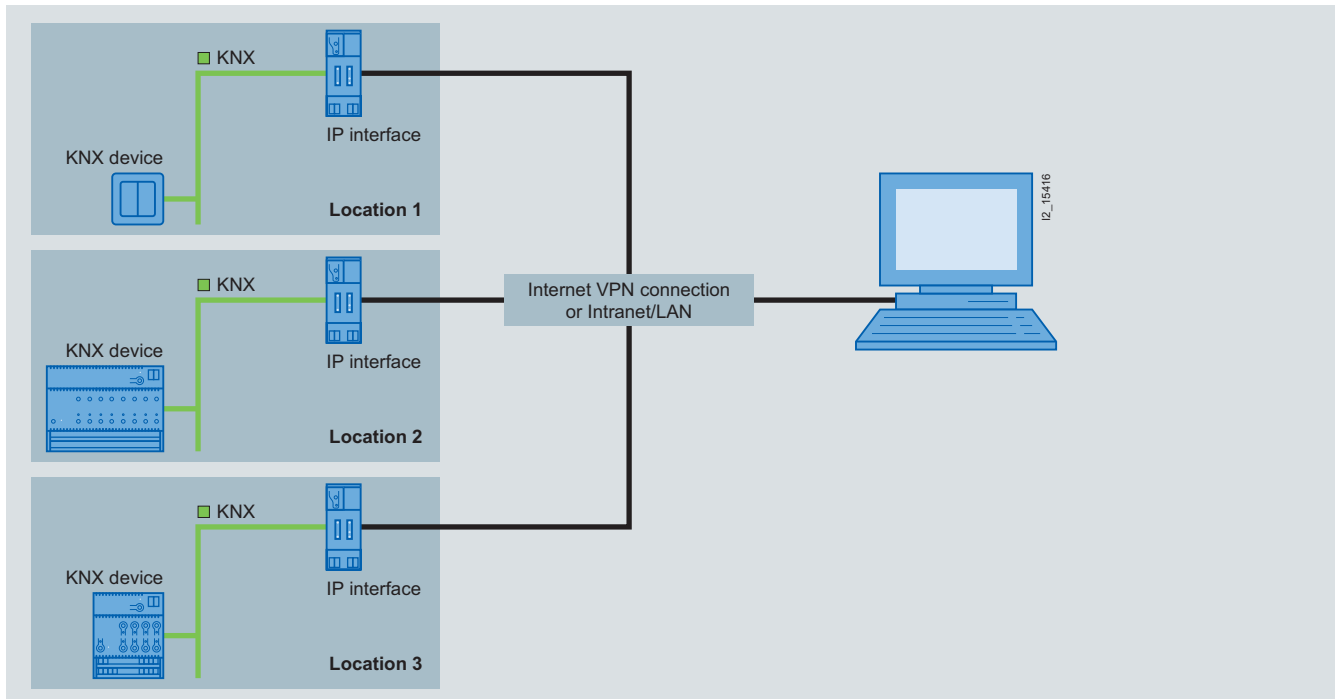 KNX
IP interface
KNX device
Location 1
KNX
IP interface
KNX device
Location 2
KNX
IP interface
KNX device
Location 3
Internet VPN connection
or Intranet/LAN
I2_15416